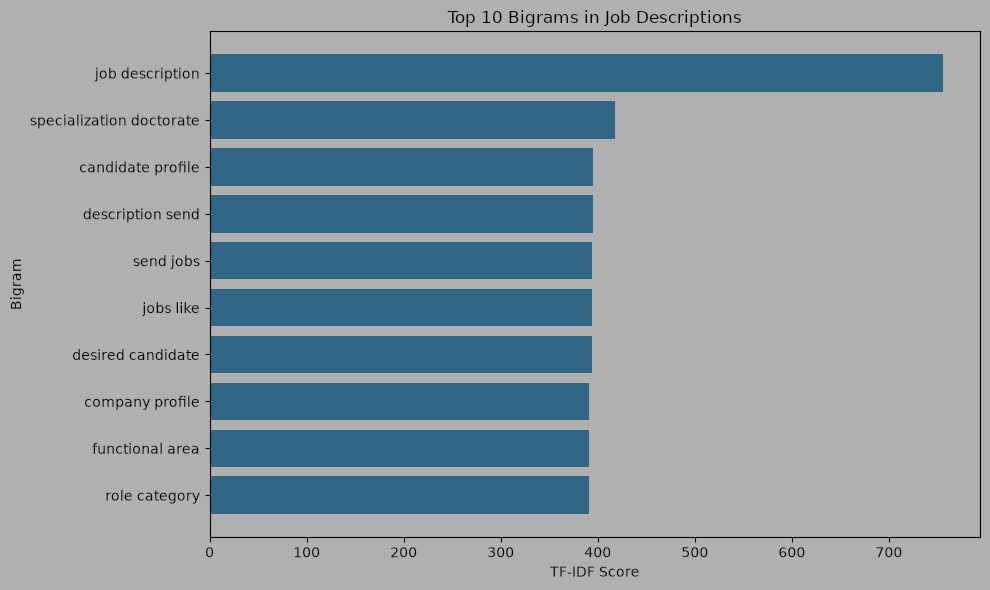 Top 10 Bigrams in Job Descriptions
Bigram
job description
specialization doctorate
candidate profile
description send
send jobs
jobs like
desired candidate
company profile
functional area
role category
0 100 200 300 400 500 600 700
TF-IDF Score